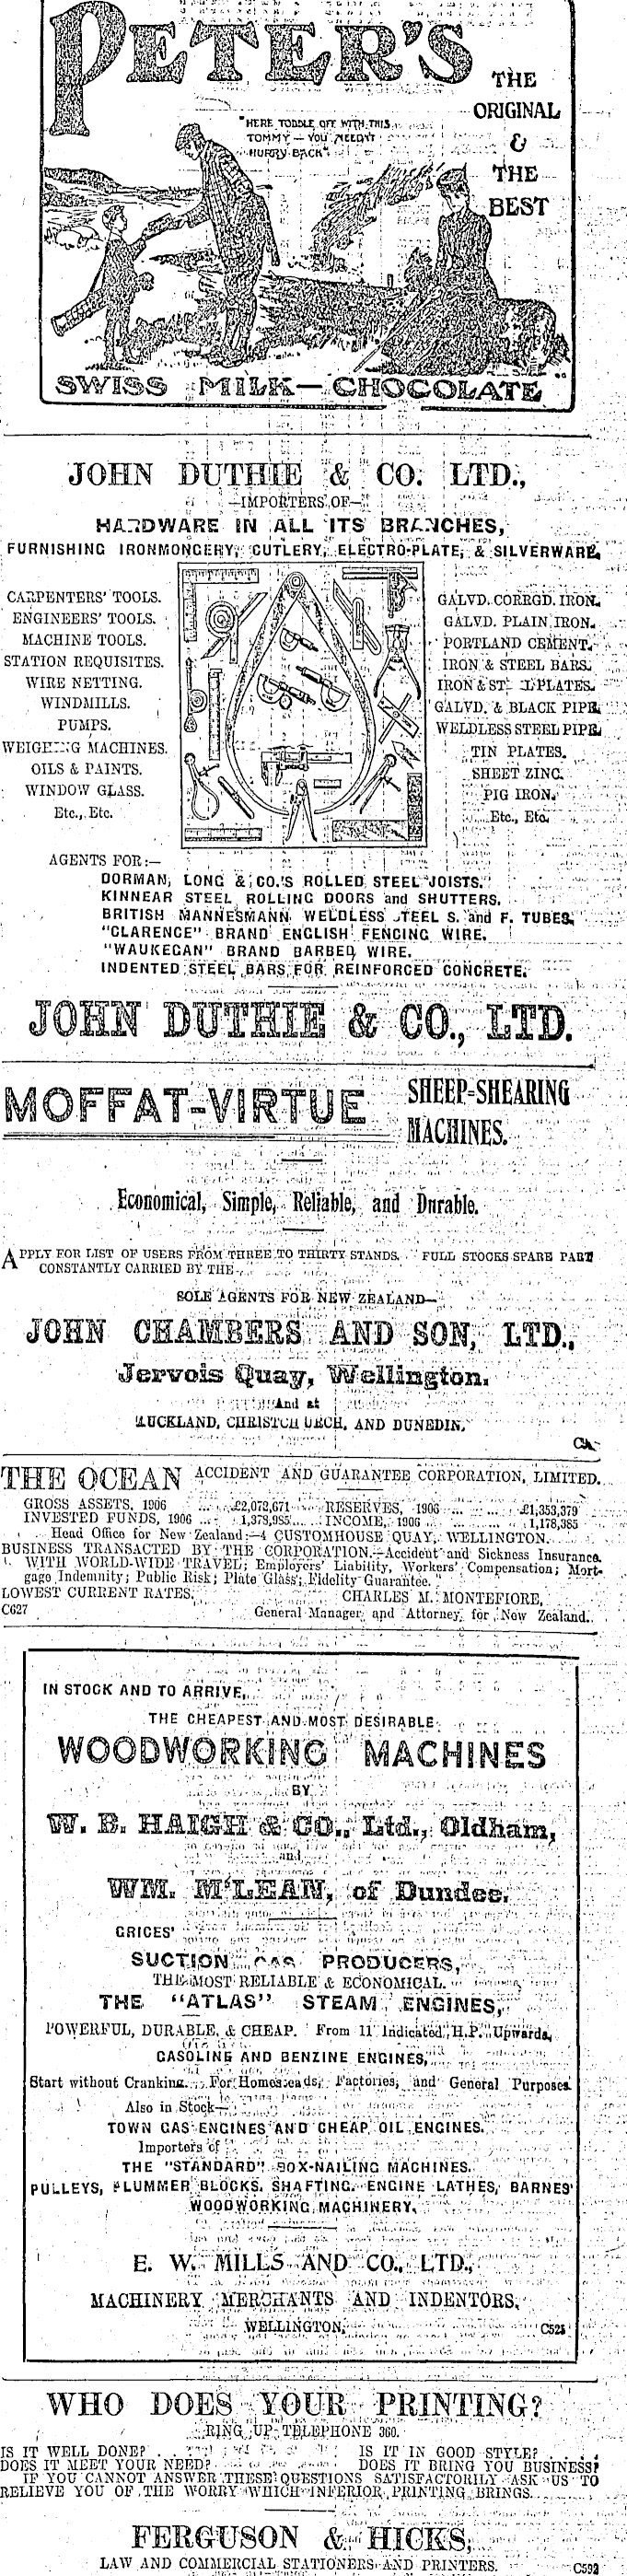 PETER'S
THE
ORIGINAL
&
THE
BEST
"HERE TODDLE OFF WITH THIS
TOMMY — YOU NEEDN'T
HURRY BACK"
SWISS MILK — CHOCOLATE
JOHN DUTHIE & CO. LTD.,
—IMPORTERS OF—
HARDWARE IN ALL ITS BRANCHES,
FURNISHING IRONMONGERY, CUTLERY, ELECTRO-PLATE, & SILVERWARE.
CARPENTERS' TOOLS.
ENGINEERS' TOOLS.
MACHINE TOOLS.
STATION REQUISITES.
WIRE NETTING.
WINDMILLS.
PUMPS.
WEIGHING MACHINES.
OILS & PAINTS.
WINDOW GLASS.
Etc., Etc.
GALVD. CORRGD. IRON.
GALVD. PLAIN IRON.
PORTLAND CEMENT.
IRON & STEEL BARS.
IRON & STEEL PLATES.
GALVD. & BLACK PIPE.
WELDLESS STEEL PIPE.
TIN PLATES.
SHEET ZINC.
PIG IRON.
Etc., Etc.
AGENTS FOR:—
DORMAN, LONG & CO.'S ROLLED STEEL JOISTS.
KINNEAR STEEL ROLLING DOORS and SHUTTERS.
BRITISH MANNESMANN WELDLESS STEEL S. and F. TUBES.
"CLARENCE" BRAND ENGLISH FENCING WIRE.
"WAUKEGAN" BRAND BARBED WIRE.
INDENTED STEEL BARS FOR REINFORCED CONCRETE.
JOHN DUTHIE & CO., LTD.
MOFFAT-VIRTUE SHEEP-SHEARING
MACHINES.
Economical, Simple, Reliable, and Durable.
APPLY FOR LIST OF USERS FROM THREE TO THIRTY STANDS. FULL STOCKS SPARE PARTS
CONSTANTLY CARRIED BY THE
SOLE AGENTS FOR NEW ZEALAND—
JOHN CHAMBERS AND SON, LTD.,
Jervois Quay, Wellington.
And at
AUCKLAND, CHRISTCHURCH, AND DUNEDIN.
THE OCEAN ACCIDENT AND GUARANTEE CORPORATION, LIMITED.
GROSS ASSETS, 1906 ... ... £2,072,671 RESERVES, 1906 ... ... ... £1,353,379
INVESTED FUNDS, 1906 ... 1,379,985 INCOME, 1906 ... ... ... 1,178,385
Head Office for New Zealand:—4 CUSTOMHOUSE QUAY, WELLINGTON.
BUSINESS TRANSACTED BY THE CORPORATION.—Accident and Sickness Insurance.
WITH WORLD-WIDE TRAVEL; Employers' Liability, Workers' Compensation; Mort-
gage Indemnity; Public Risk; Plate Glass; Fidelity Guarantee.
LOWEST CURRENT RATES. CHARLES M. MONTEFIORE,
C627 General Manager and Attorney for New Zealand.
IN STOCK AND TO ARRIVE,
THE CHEAPEST AND MOST DESIRABLE
WOODWORKING MACHINES
BY
W. B. HAIGH & CO., Ltd., Oldham,
and
WM. M'LEAN, of Dundee.
GRICES'
SUCTION GAS PRODUCERS,
THE MOST RELIABLE & ECONOMICAL.
THE "ATLAS" STEAM ENGINES,
POWERFUL, DURABLE, & CHEAP. From 11 Indicated H.P. Upwards.
GASOLINE AND BENZINE ENGINES,
Start without Cranking. For Homesteads, Factories, and General Purposes.
Also in Stock—
TOWN GAS ENGINES AND CHEAP OIL ENGINES.
Importers of
THE "STANDARD" BOX-NAILING MACHINES.
PULLEYS, PLUMMER BLOCKS. SHAFTING. ENGINE LATHES, BARNES'
WOODWORKING MACHINERY.
E. W. MILLS AND CO., LTD.,
MACHINERY MERCHANTS AND INDENTORS,
WELLINGTON. C525
WHO DOES YOUR PRINTING?
RING UP TELEPHONE 360.
IS IT WELL DONE? . . IS IT IN GOOD STYLE? . . . .
DOES IT MEET YOUR NEED? DOES IT BRING YOU BUSINESS?
IF YOU CANNOT ANSWER THESE QUESTIONS SATISFACTORILY ASK US TO
RELIEVE YOU OF THE WORRY WHICH INFERIOR PRINTING BRINGS.
FERGUSON & HICKS,
LAW AND COMMERCIAL STATIONERS AND PRINTERS. C592